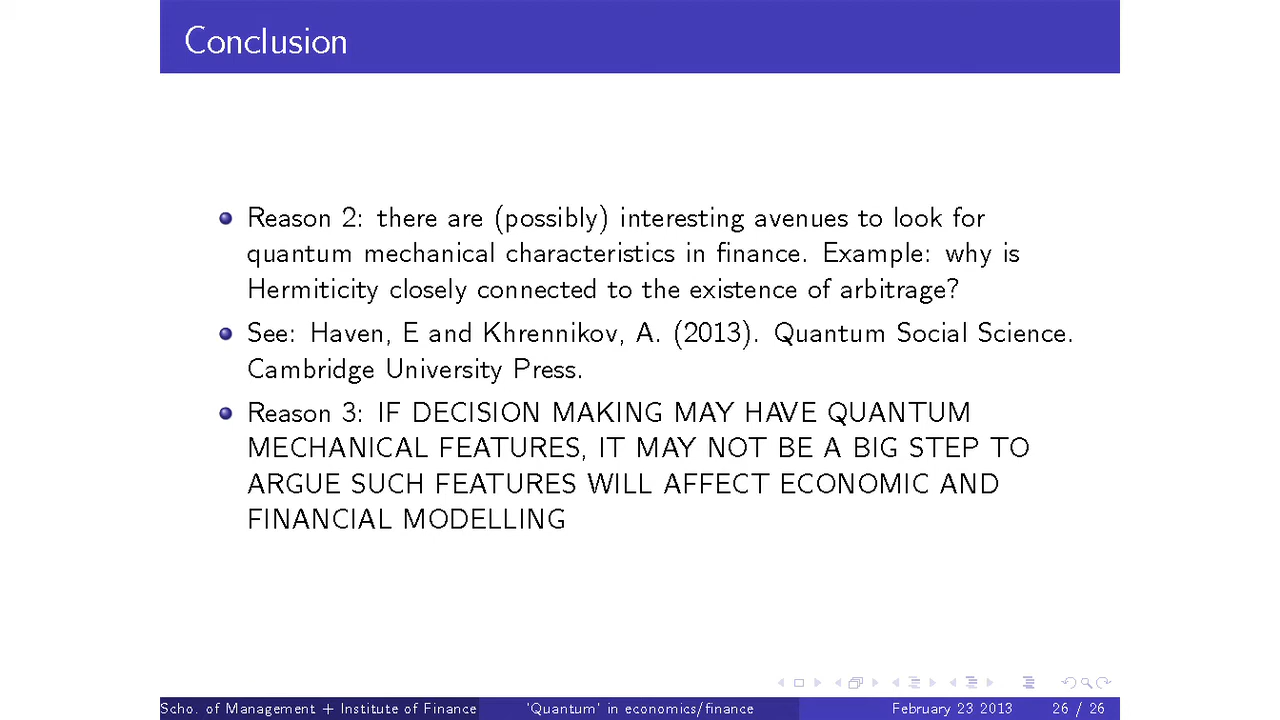 Conclusion
Reason 2: there are (possibly) interesting avenues to look for
quantum mechanical characteristics in finance. Example: why is
Hermiticity closely connected to the existence of arbitrage?
See: Haven, E and Khrennikov, A. (2013). Quantum Social Science.
Cambridge University Press.
Reason 3: IF DECISION MAKING MAY HAVE QUANTUM
MECHANICAL FEATURES, IT MAY NOT BE A BIG STEP TO
ARGUE SUCH FEATURES WILL AFFECT ECONOMIC AND
FINANCIAL MODELLING
Scho. of Management + Institute of Finance 'Quantum' in economics/finance February 23 2013 26 / 26